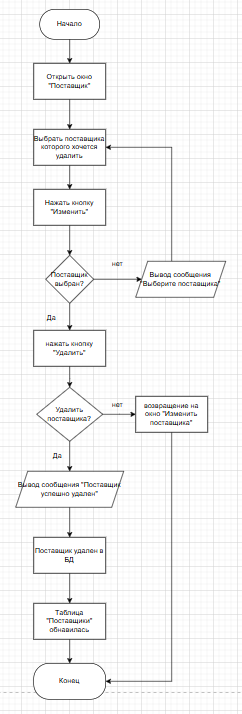 Начало
Открыть окно
"Поставщик"
Выбрать поставщика
которого хочется
удалить
Нажать кнопку
"Изменить"
Поставщик
выбран?
нет
Вывод сообщения
"Выберите поставщика"
Да
нажать кнопку
"Удалить"
Удалить
поставщика?
нет
возвращение на
окно "Изменить
поставщика"
Да
Вывод сообщения "Поставщик
успешно удален"
Поставщик удален в
БД
Таблица
"Поставщики"
обнавилась
Конец